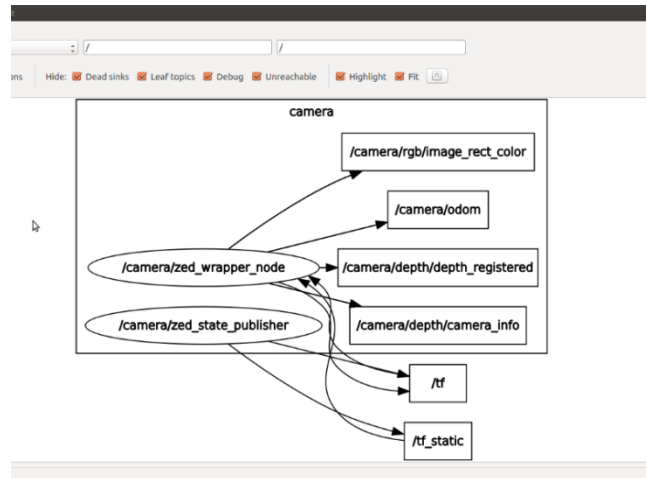 / /
ons Hide: Dead sinks Leaf topics Debug Unreachable Highlight Fit
camera
/camera/rgb/image_rect_color
/camera/odom
/camera/zed_wrapper_node /camera/depth/depth_registered
/camera/zed_state_publisher /camera/depth/camera_info
/tf
/tf_static